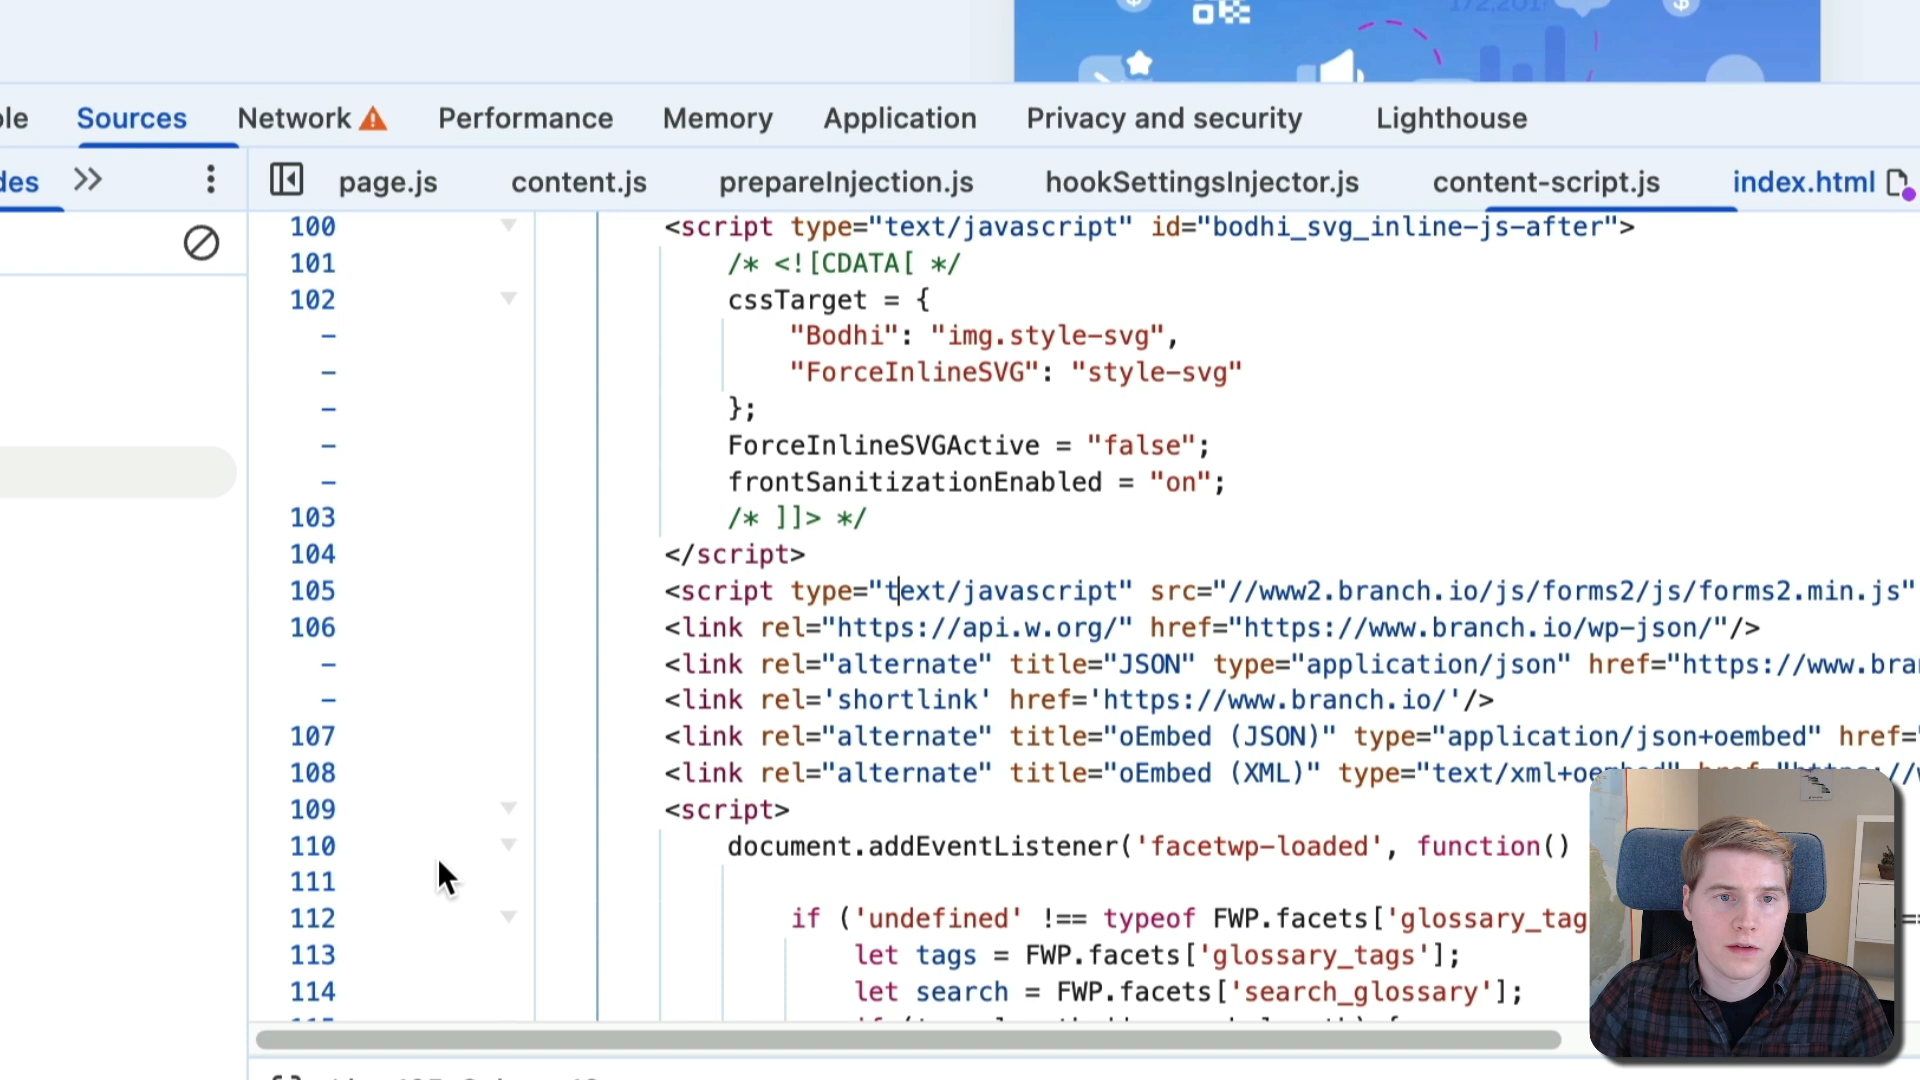 172,201
Sources Network Performance Memory Application Privacy and security Lighthouse
page.js content.js prepareInjection.js hookSettingsInjector.js content-script.js index.html
100 <script type="text/javascript" id="bodhi_svg_inline-js-after">
101 /* <![CDATA[ */
102 cssTarget = {
- "Bodhi": "img.style-svg",
- "ForceInlineSVG": "style-svg"
- };
- ForceInlineSVGActive = "false";
- frontSanitizationEnabled = "on";
103 /* ]]> */
104 </script>
105 <script type="text/javascript" src="//www2.branch.io/js/forms2/js/forms2.min.js"
106 <link rel="https://api.w.org/" href="https://www.branch.io/wp-json/"/>
- <link rel="alternate" title="JSON" type="application/json" href="https://www.bra
- <link rel='shortlink' href='https://www.branch.io/'/>
107 <link rel="alternate" title="oEmbed (JSON)" type="application/json+oembed" href=
108 <link rel="alternate" title="oEmbed (XML)" type="text/xml+oembed"
109 <script>
110 document.addEventListener('facetwp-loaded', function()
111
112 if ('undefined' !== typeof FWP.facets['glossary_tag
113 let tags = FWP.facets['glossary_tags'];
114 let search = FWP.facets['search_glossary'];